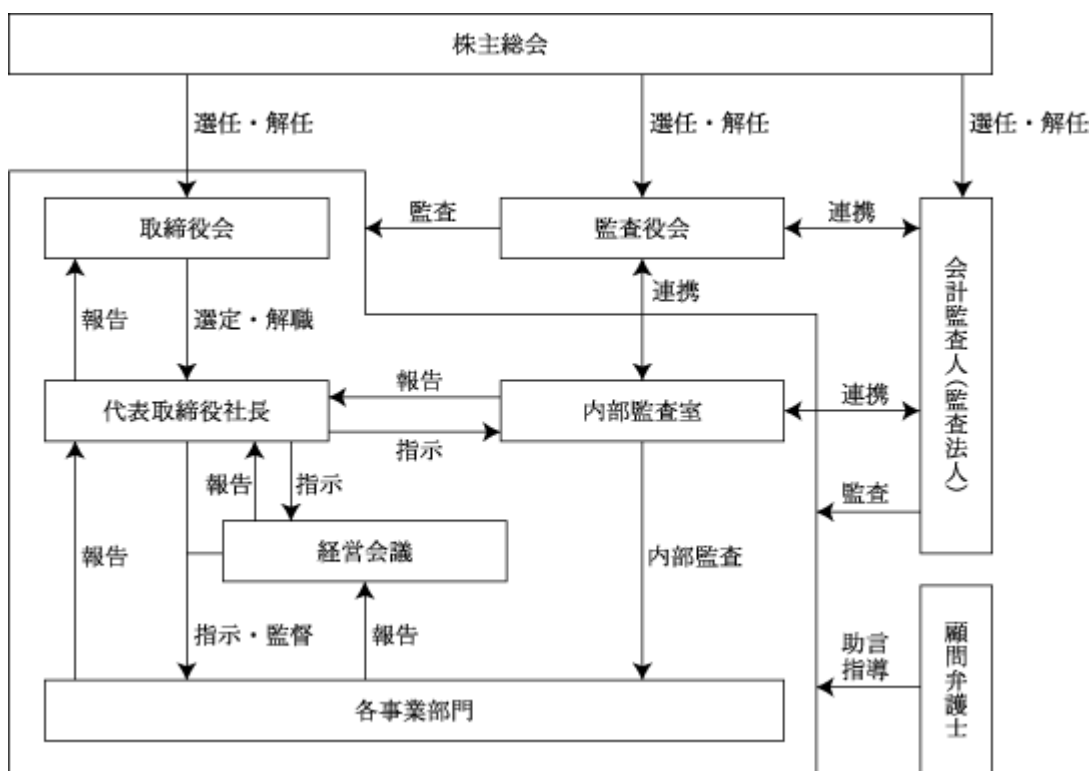 株主総会
選任・解任
選任・解任
選任・解任
取締役会
監査
監査役会
連携
会計監査人(監査法人)
報告
選定・解職
連携
代表取締役社長
報告
指示
内部監査室
連携
報告
指示
監査
経営会議
報告
内部監査
指示・監督
報告
助言
指導
顧問弁護士
各事業部門